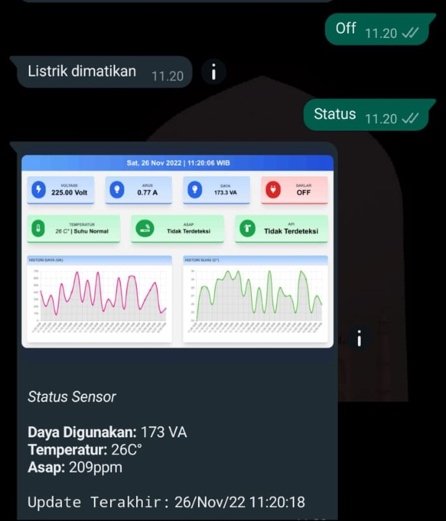 Off 11.20
Listrik dimatikan 11.20
Status 11.20
Sat, 26 Nov 2022 | 11:20:06 WIB
VOLTASE
225.00 Volt
ARUS
0.77 A
DAYA
173.3 VA
SAKLAR
OFF
TEMPERATUR
26 C° | Suhu Normal
ASAP
Tidak Terdeteksi
API
Tidak Terdeteksi
Status Sensor
Daya Digunakan: 173 VA
Temperatur: 26C°
Asap: 209ppm
Update Terakhir: 26/Nov/22 11:20:18